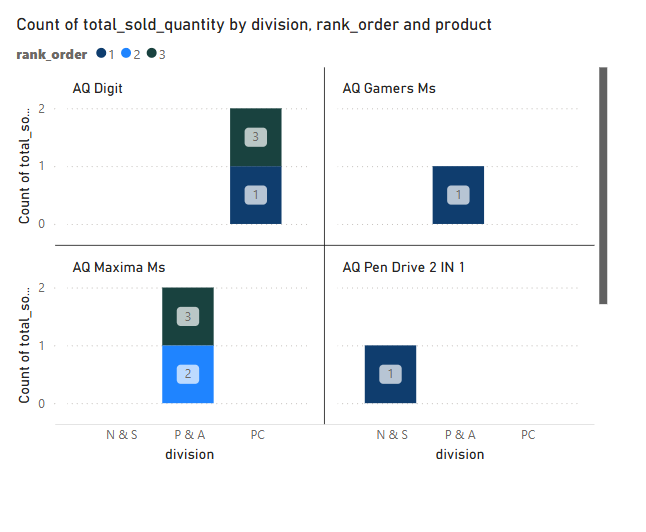 Count of total_sold_quantity by division, rank_order and product
rank_order 1 2 3
AQ Digit
AQ Gamers Ms
Count of total_so...
2
1
0
3
1
1
AQ Maxima Ms
AQ Pen Drive 2 IN 1
Count of total_so...
2
1
0
3
2
1
N & S P & A PC
N & S P & A PC
division
division